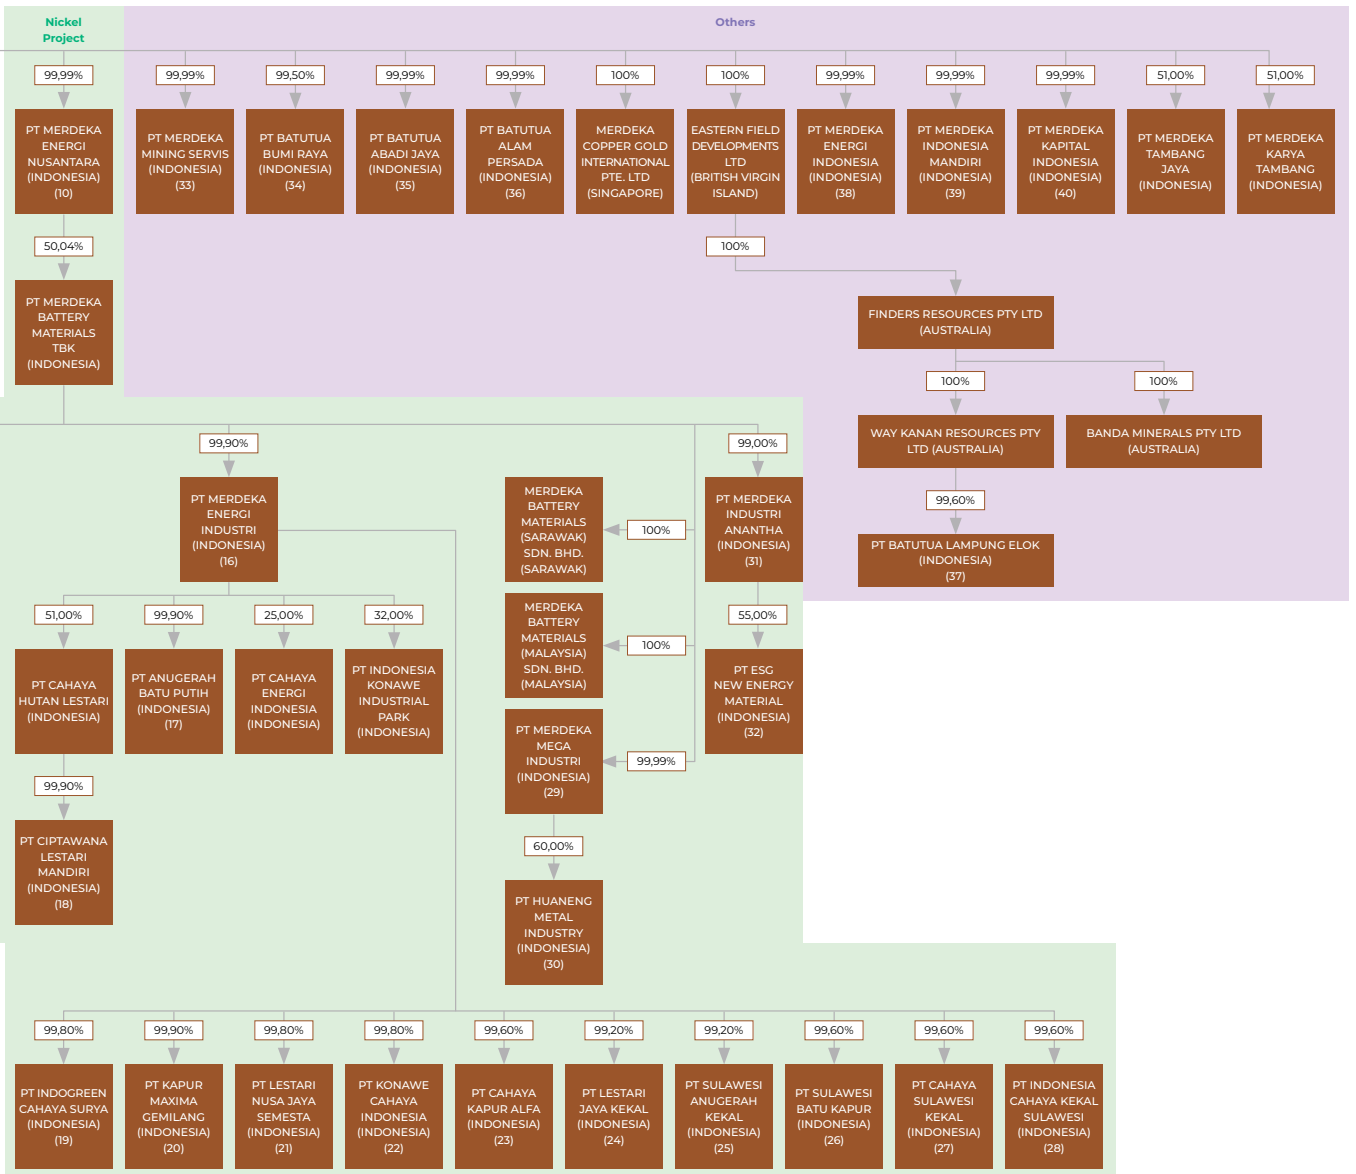 Nickel
Project
Others
99,99%
99,99%
99,50%
99,99%
99,99%
100%
100%
99,99%
99,99%
99,99%
51,00%
51,00%
PT MERDEKA
ENERGI
NUSANTARA
(INDONESIA)
(10)
PT MERDEKA
MINING SERVIS
(INDONESIA)
(33)
PT BATUTUA
BUMI RAYA
(INDONESIA)
(34)
PT BATUTUA
ABADI JAYA
(INDONESIA)
(35)
PT BATUTUA
ALAM
PERSADA
(INDONESIA)
(36)
MERDEKA
COPPER GOLD
INTERNATIONAL
PTE. LTD
(SINGAPORE)
EASTERN FIELD
DEVELOPMENTS
LTD
(BRITISH VIRGIN
ISLAND)
PT MERDEKA
ENERGI
INDONESIA
(INDONESIA)
(38)
PT MERDEKA
INDONESIA
MANDIRI
(INDONESIA)
(39)
PT MERDEKA
KAPITAL
INDONESIA
(INDONESIA)
(40)
PT MERDEKA
TAMBANG
JAYA
(INDONESIA)
PT MERDEKA
KARYA
TAMBANG
(INDONESIA)
50,04%
100%
PT MERDEKA
BATTERY
MATERIALS
TBK
(INDONESIA)
FINDERS RESOURCES PTY LTD
(AUSTRALIA)
100%
100%
WAY KANAN RESOURCES PTY
LTD (AUSTRALIA)
BANDA MINERALS PTY LTD
(AUSTRALIA)
99,60%
PT BATUTUA LAMPUNG ELOK
(INDONESIA)
(37)
99,90%
99,00%
PT MERDEKA
ENERGI
INDUSTRI
(INDONESIA)
(16)
MERDEKA
BATTERY
MATERIALS
(SARAWAK)
SDN. BHD.
(SARAWAK)
100%
PT MERDEKA
INDUSTRI
ANANTHA
(INDONESIA)
(31)
51,00%
99,90%
25,00%
32,00%
55,00%
PT CAHAYA
HUTAN LESTARI
(INDONESIA)
PT ANUGERAH
BATU PUTIH
(INDONESIA)
(17)
PT CAHAYA
ENERGI
INDONESIA
(INDONESIA)
PT INDONESIA
KONAWE
INDUSTRIAL
PARK
(INDONESIA)
MERDEKA
BATTERY
MATERIALS
(MALAYSIA)
SDN. BHD.
(MALAYSIA)
100%
PT ESG
NEW ENERGY
MATERIAL
(INDONESIA)
(32)
99,90%
PT MERDEKA
MEGA
INDUSTRI
(INDONESIA)
(29)
99,99%
PT CIPTAWANA
LESTARI
MANDIRI
(INDONESIA)
(18)
60,00%
PT HUANENG
METAL
INDUSTRY
(INDONESIA)
(30)
99,80%
99,90%
99,80%
99,80%
99,60%
99,20%
99,20%
99,60%
99,60%
99,60%
PT INDOGREEN
CAHAYA SURYA
(INDONESIA)
(19)
PT KAPUR
MAXIMA
GEMILANG
(INDONESIA)
(20)
PT LESTARI
NUSA JAYA
SEMESTA
(INDONESIA)
(21)
PT KONAWE
CAHAYA
INDONESIA
(INDONESIA)
(22)
PT CAHAYA
KAPUR ALFA
(INDONESIA)
(23)
PT LESTARI
JAYA KEKAL
(INDONESIA)
(24)
PT SULAWESI
ANUGERAH
KEKAL
(INDONESIA)
(25)
PT SULAWESI
BATU KAPUR
(INDONESIA)
(26)
PT CAHAYA
SULAWESI
KEKAL
(INDONESIA)
(27)
PT INDONESIA
CAHAYA KEKAL
SULAWESI
(INDONESIA)
(28)